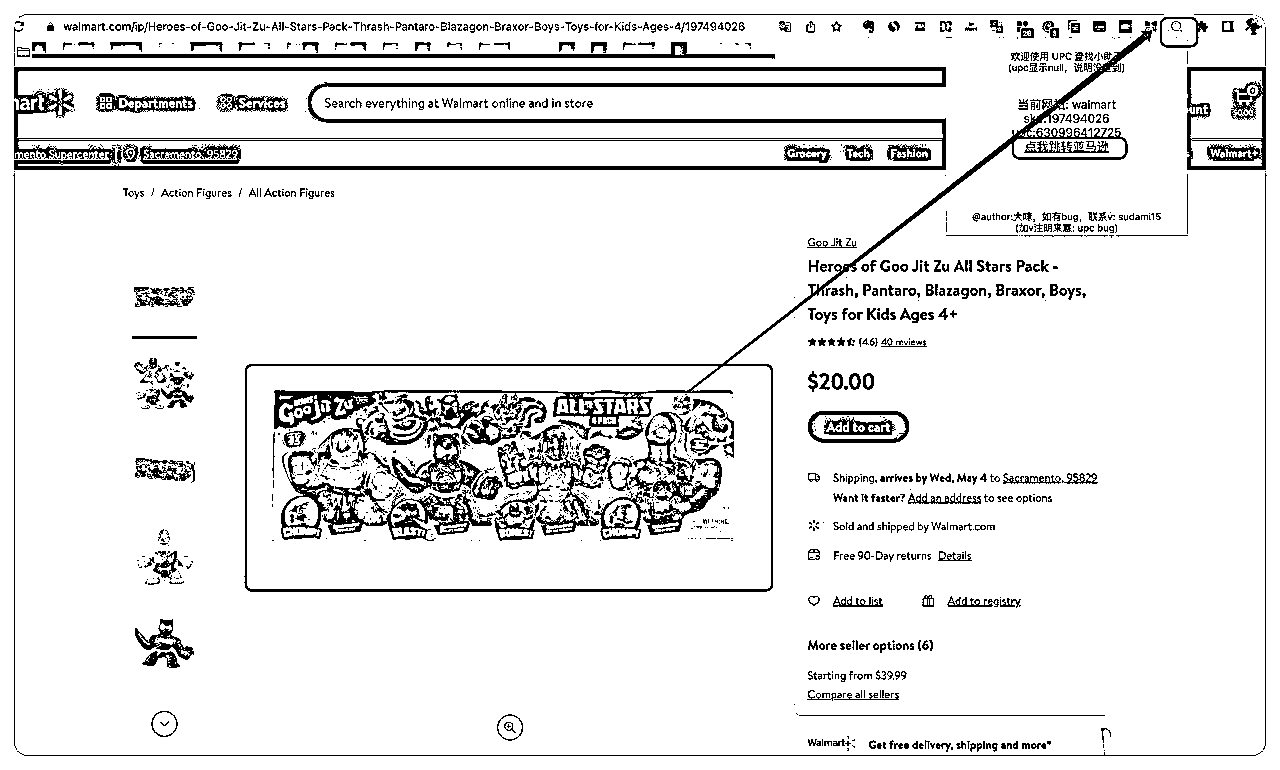 walmart.com/ip/Heroes-of-Goo-Jit-Zu-All-Stars-Pack-Thrash-Pantaro-Blazagon-Braxor-Boys-Toys-for-Kids-Ages-4/197494026
欢迎使用 UPC 查找小助手
(upc显示null，说明没查到)
当前网站: walmart
sku:197494026
upc:630996412725
点我跳转亚马逊
@author:大咪，如有bug，联系v: sudami15
(加v注明来意: upc bug)
mart
Departments
Services
Search everything at Walmart online and in store
unt
0
$0.00
mento Supercenter
Sacramento, 95829
Grocery
Tech
Fashion
Walmart+
Toys / Action Figures / All Action Figures
Goo Jit Zu
Heroes of Goo Jit Zu All Stars Pack -
Thrash, Pantaro, Blazagon, Braxor, Boys,
Toys for Kids Ages 4+
(4.6) 40 reviews
$20.00
Add to cart
Goo Jit Zu
ALL STARS
4 PACK
Shipping, arrives by Wed, May 4 to Sacramento, 95829
Want it faster? Add an address to see options
Sold and shipped by Walmart.com
Free 90-Day returns Details
Add to list
Add to registry
More seller options (6)
Starting from $39.99
Compare all sellers
Walmart+
Get free delivery, shipping and more*